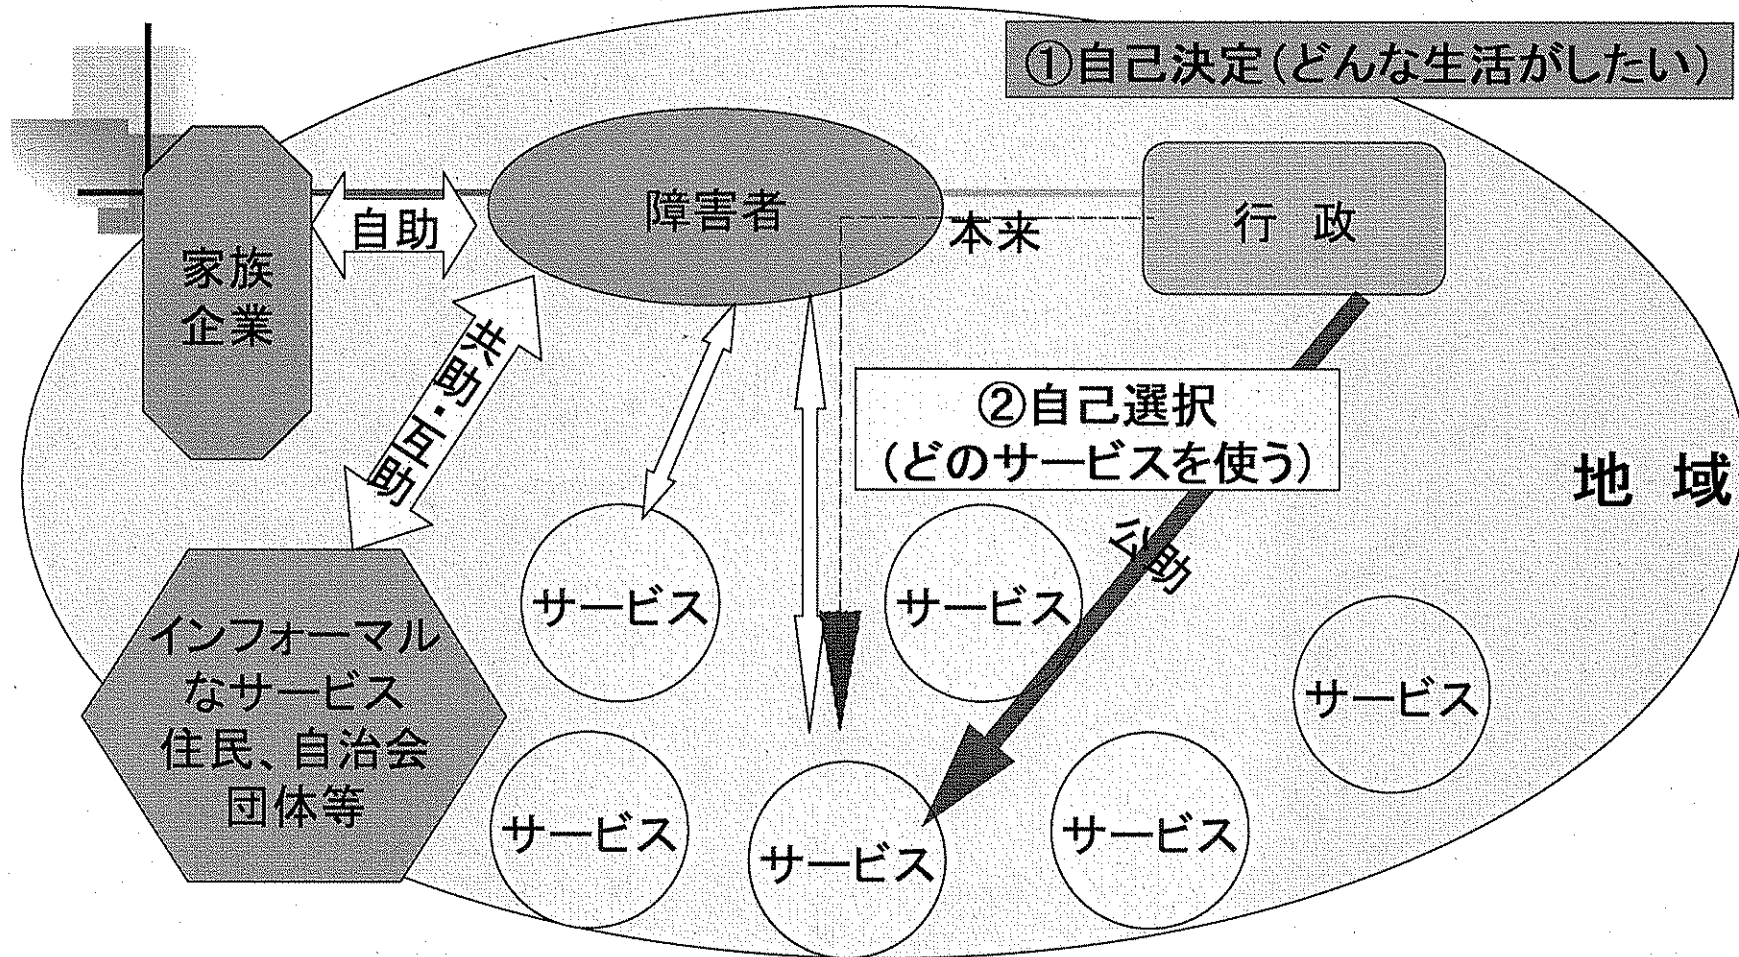 ①自己決定(どんな生活がしたい)
障害者
行 政
自助
本来
家族
企業
共助・互助
②自己選択
(どのサービスを使う)
地 域
公助
サービス
サービス
インフォーマル
なサービス
住民、自治会
団体等
サービス
サービス
サービス
サービス